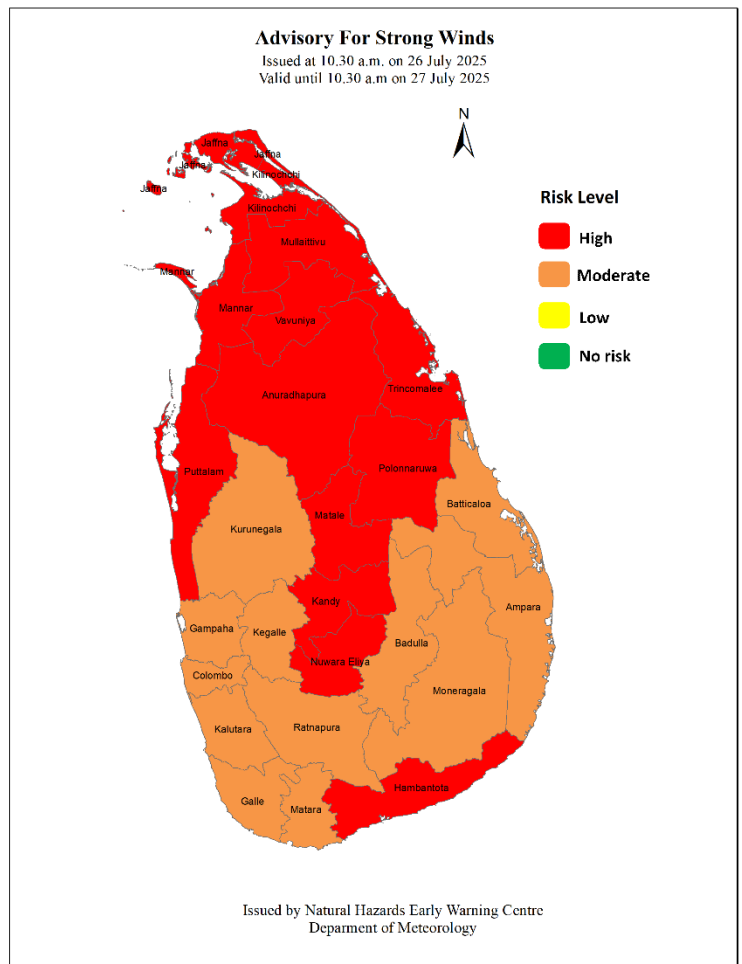 Advisory For Strong Winds
Issued at 10.30 a.m. on 26 July 2025
Valid until 10.30 a.m on 27 July 2025
N
Jaffna
Jaffna
Jaffna
Kilinochchi
Jaffna
Kilinochchi
Mullaittivu
Mannar
Mannar
Vavuniya
Anuradhapura
Trincomalee
Puttalam
Polonnaruwa
Batticaloa
Kurunegala
Matale
Kandy
Ampara
Gampaha
Kegalle
Badulla
Nuwara Eliya
Colombo
Moneragala
Kalutara
Ratnapura
Hambantota
Galle
Matara
Risk Level
High
Moderate
Low
No risk
Issued by Natural Hazards Early Warning Centre
Deparment of Meteorology